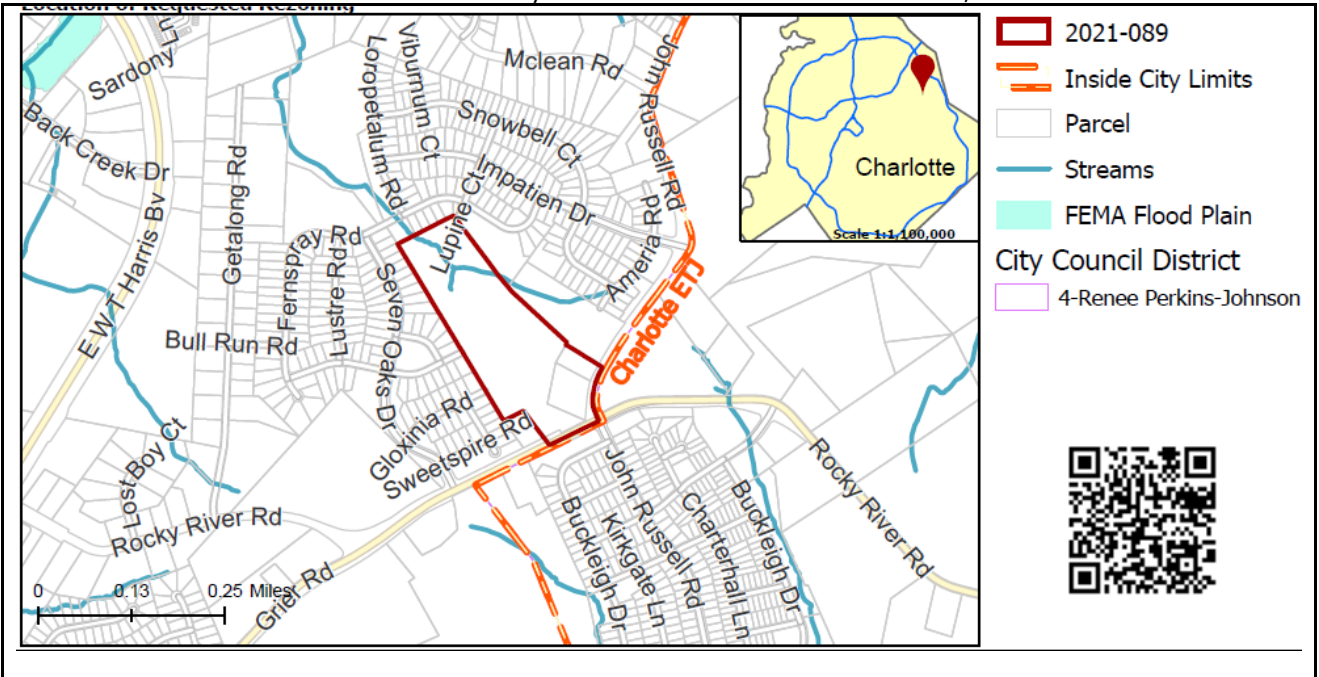 Location of Requested Rezoning
Sardony Ln
Back Creek Dr
E W T Harris Bv
Getalong Rd
Loropetalum Rd
Viburnum Ct
Mclean Rd
Snowbell Ct
Impatien Dr
John Russell Rd
Lupine Ct
Ameria Rd
Fernspray Rd
Lustre Rd
Seven Oaks Dr
Bull Run Rd
Charlotte ETJ
Gloxinia Rd
Sweetspire Rd
Lost Boy Ct
Rocky River Rd
Grier Rd
Buckleigh Dr
Kirkgate Ln
John Russell Rd
Charterhall Ln
Buckleigh Dr
Rocky River Rd
0 0.13 0.25 Miles
Charlotte
Scale 1:1,100,000
2021-089
Inside City Limits
Parcel
Streams
FEMA Flood Plain
City Council District
4-Renee Perkins-Johnson